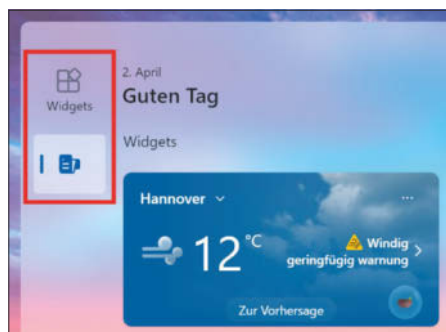 Widgets
2. April
Guten Tag
Widgets
Hannover
12 °C
Windig
geringfügig warnung
Zur Vorhersage